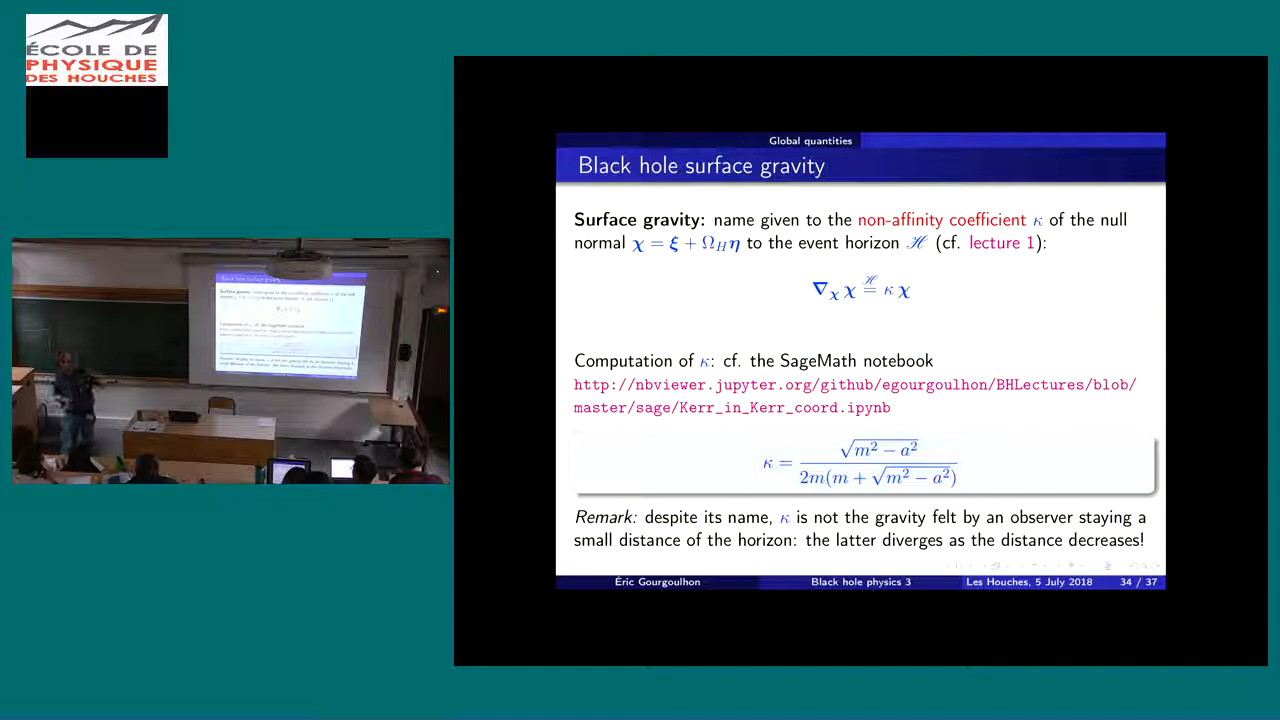 ÉCOLE DE
PHYSIQUE
DES HOUCHES
Global quantities
Black hole surface gravity
Surface gravity: name given to the non-affinity coefficient κ of the null
normal χ = ξ + Ω_H η to the event horizon ℋ (cf. lecture 1):
∇_χ χ ℋ= κ χ
Computation of κ: cf. the SageMath notebook
http://nbviewer.jupyter.org/github/egourgoulhon/BHLectures/blob/
master/sage/Kerr_in_Kerr_coord.ipynb
κ = √(m² − a²) / 2m(m + √(m² − a²))
Remark: despite its name, κ is not the gravity felt by an observer staying a
small distance of the horizon: the latter diverges as the distance decreases!
Éric Gourgoulhon
Black hole physics 3
Les Houches, 5 July 2018
34 / 37
Black hole surface gravity